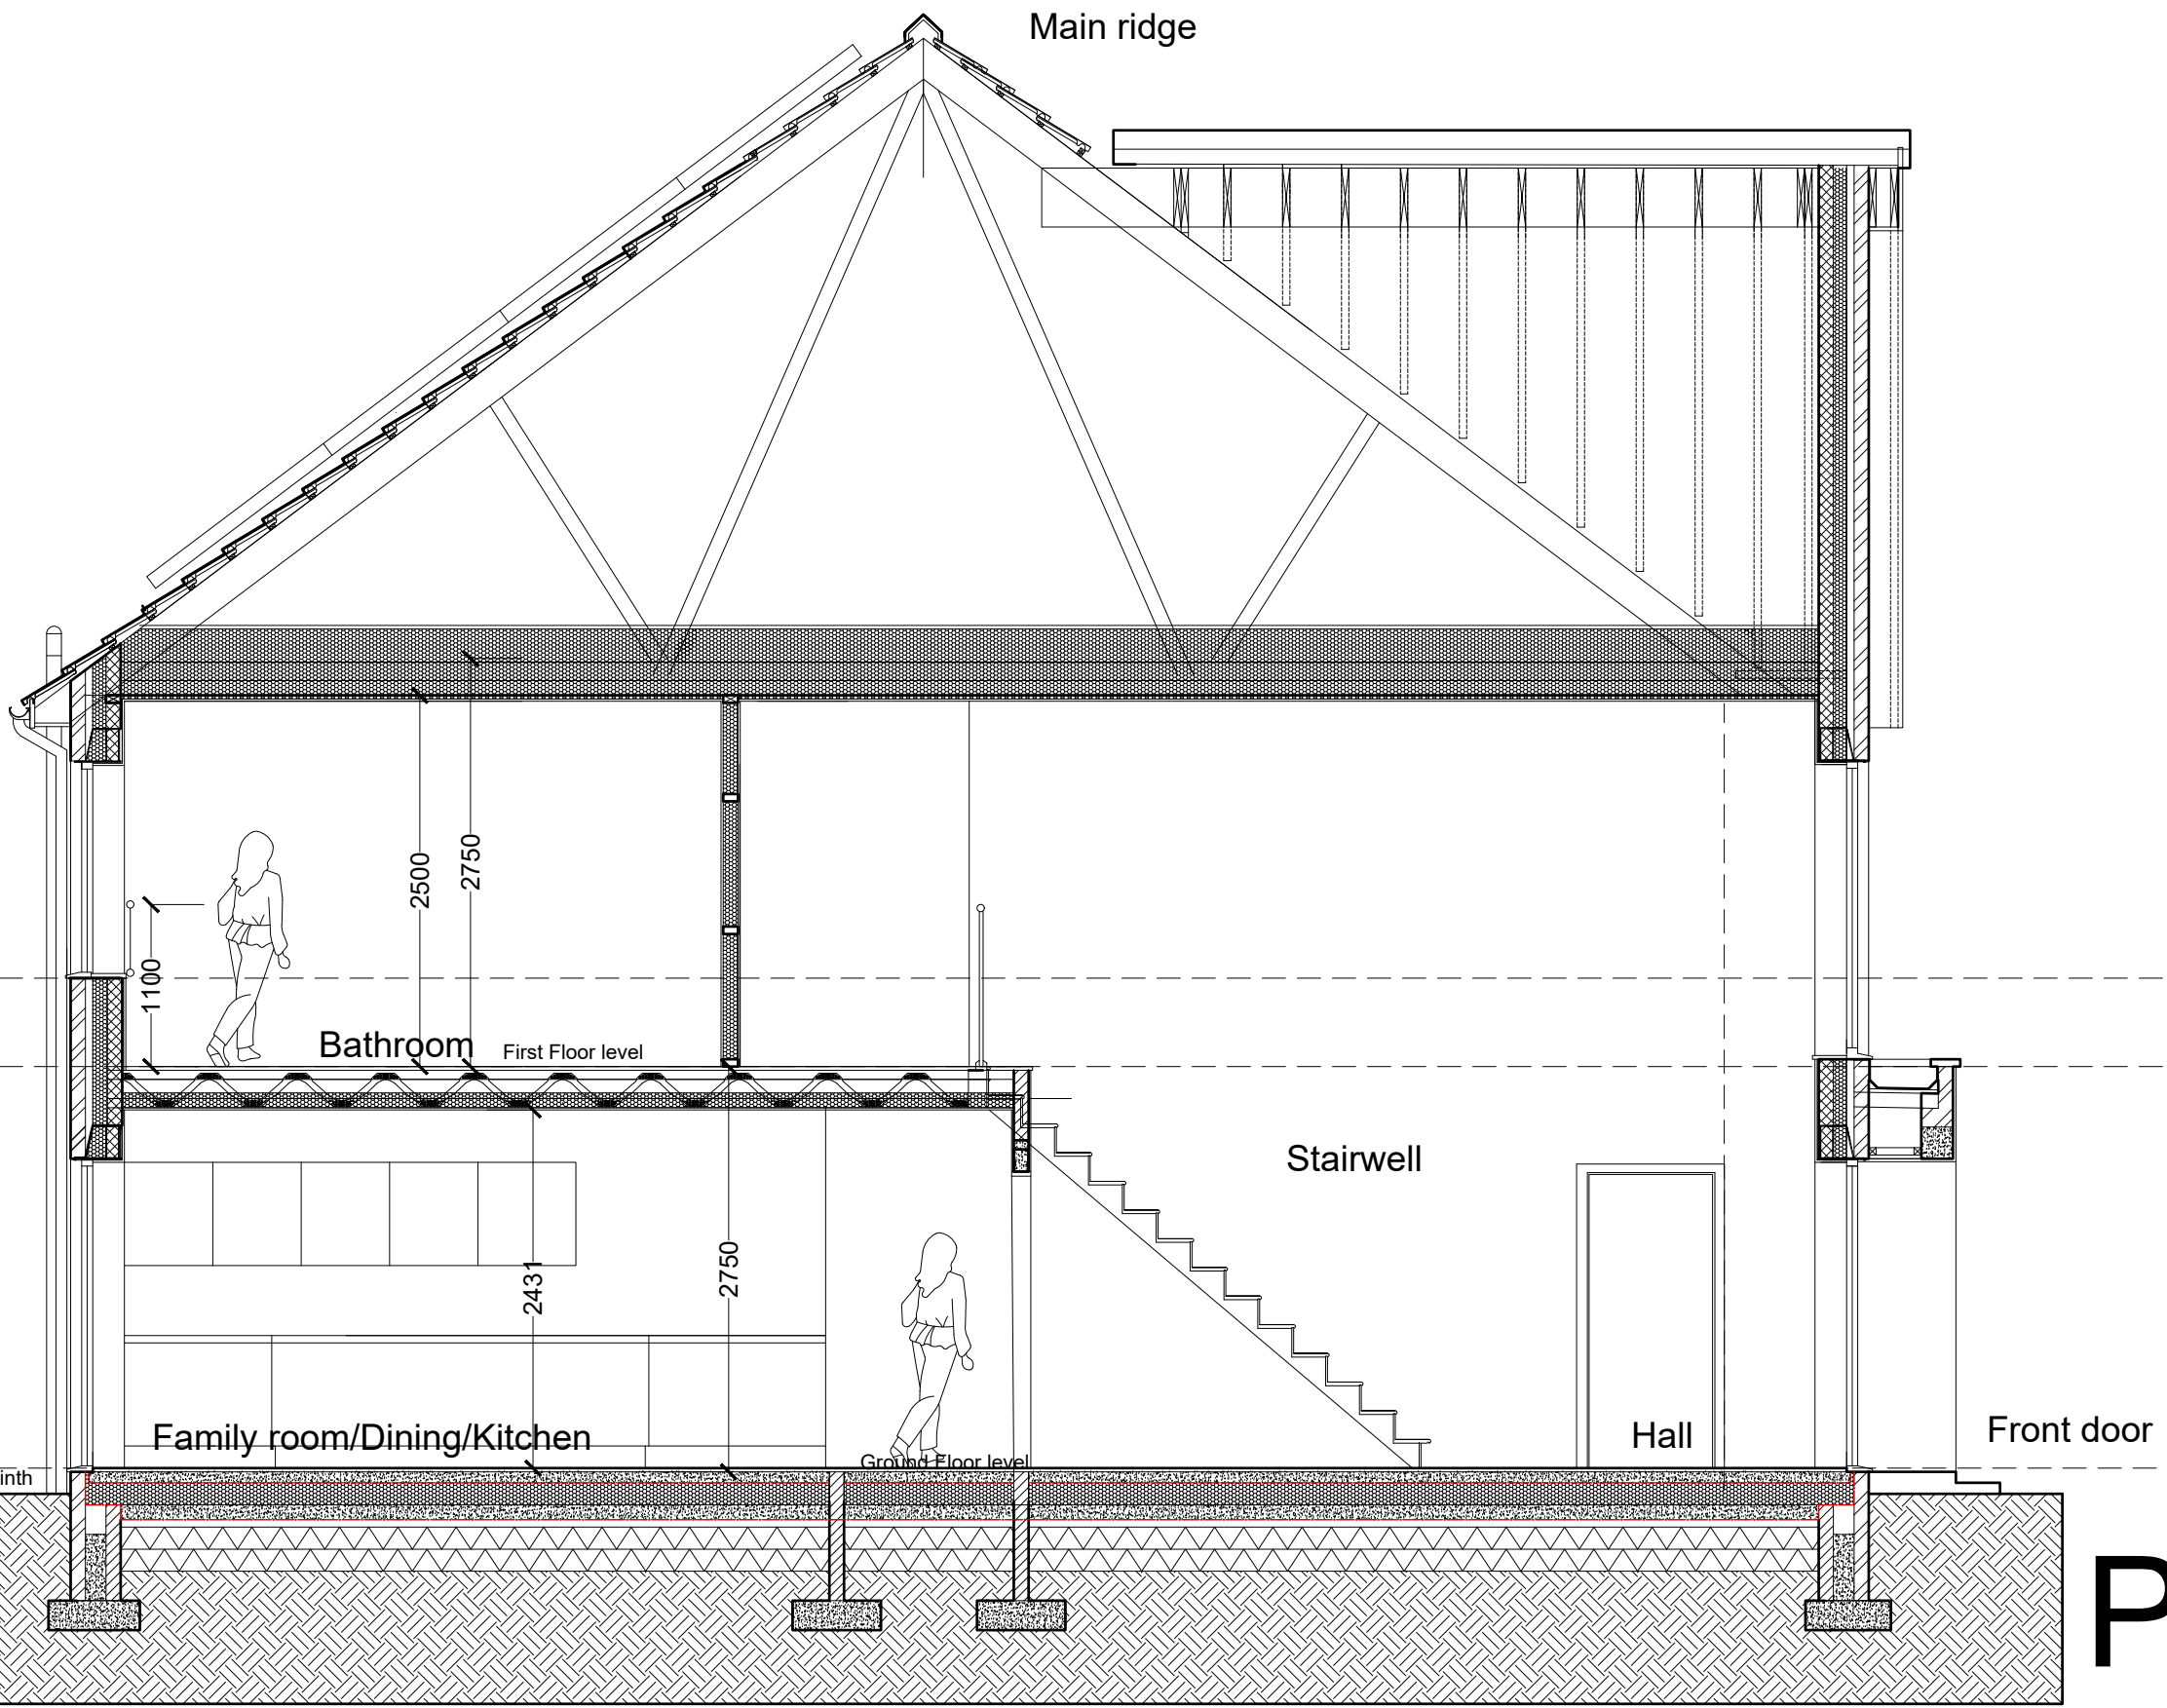 Main ridge
2500
2750
1100
Bathroom
First Floor level
Stairwell
2431
2750
Family room/Dining/Kitchen
Ground Floor level
Hall
Front door
inth
P